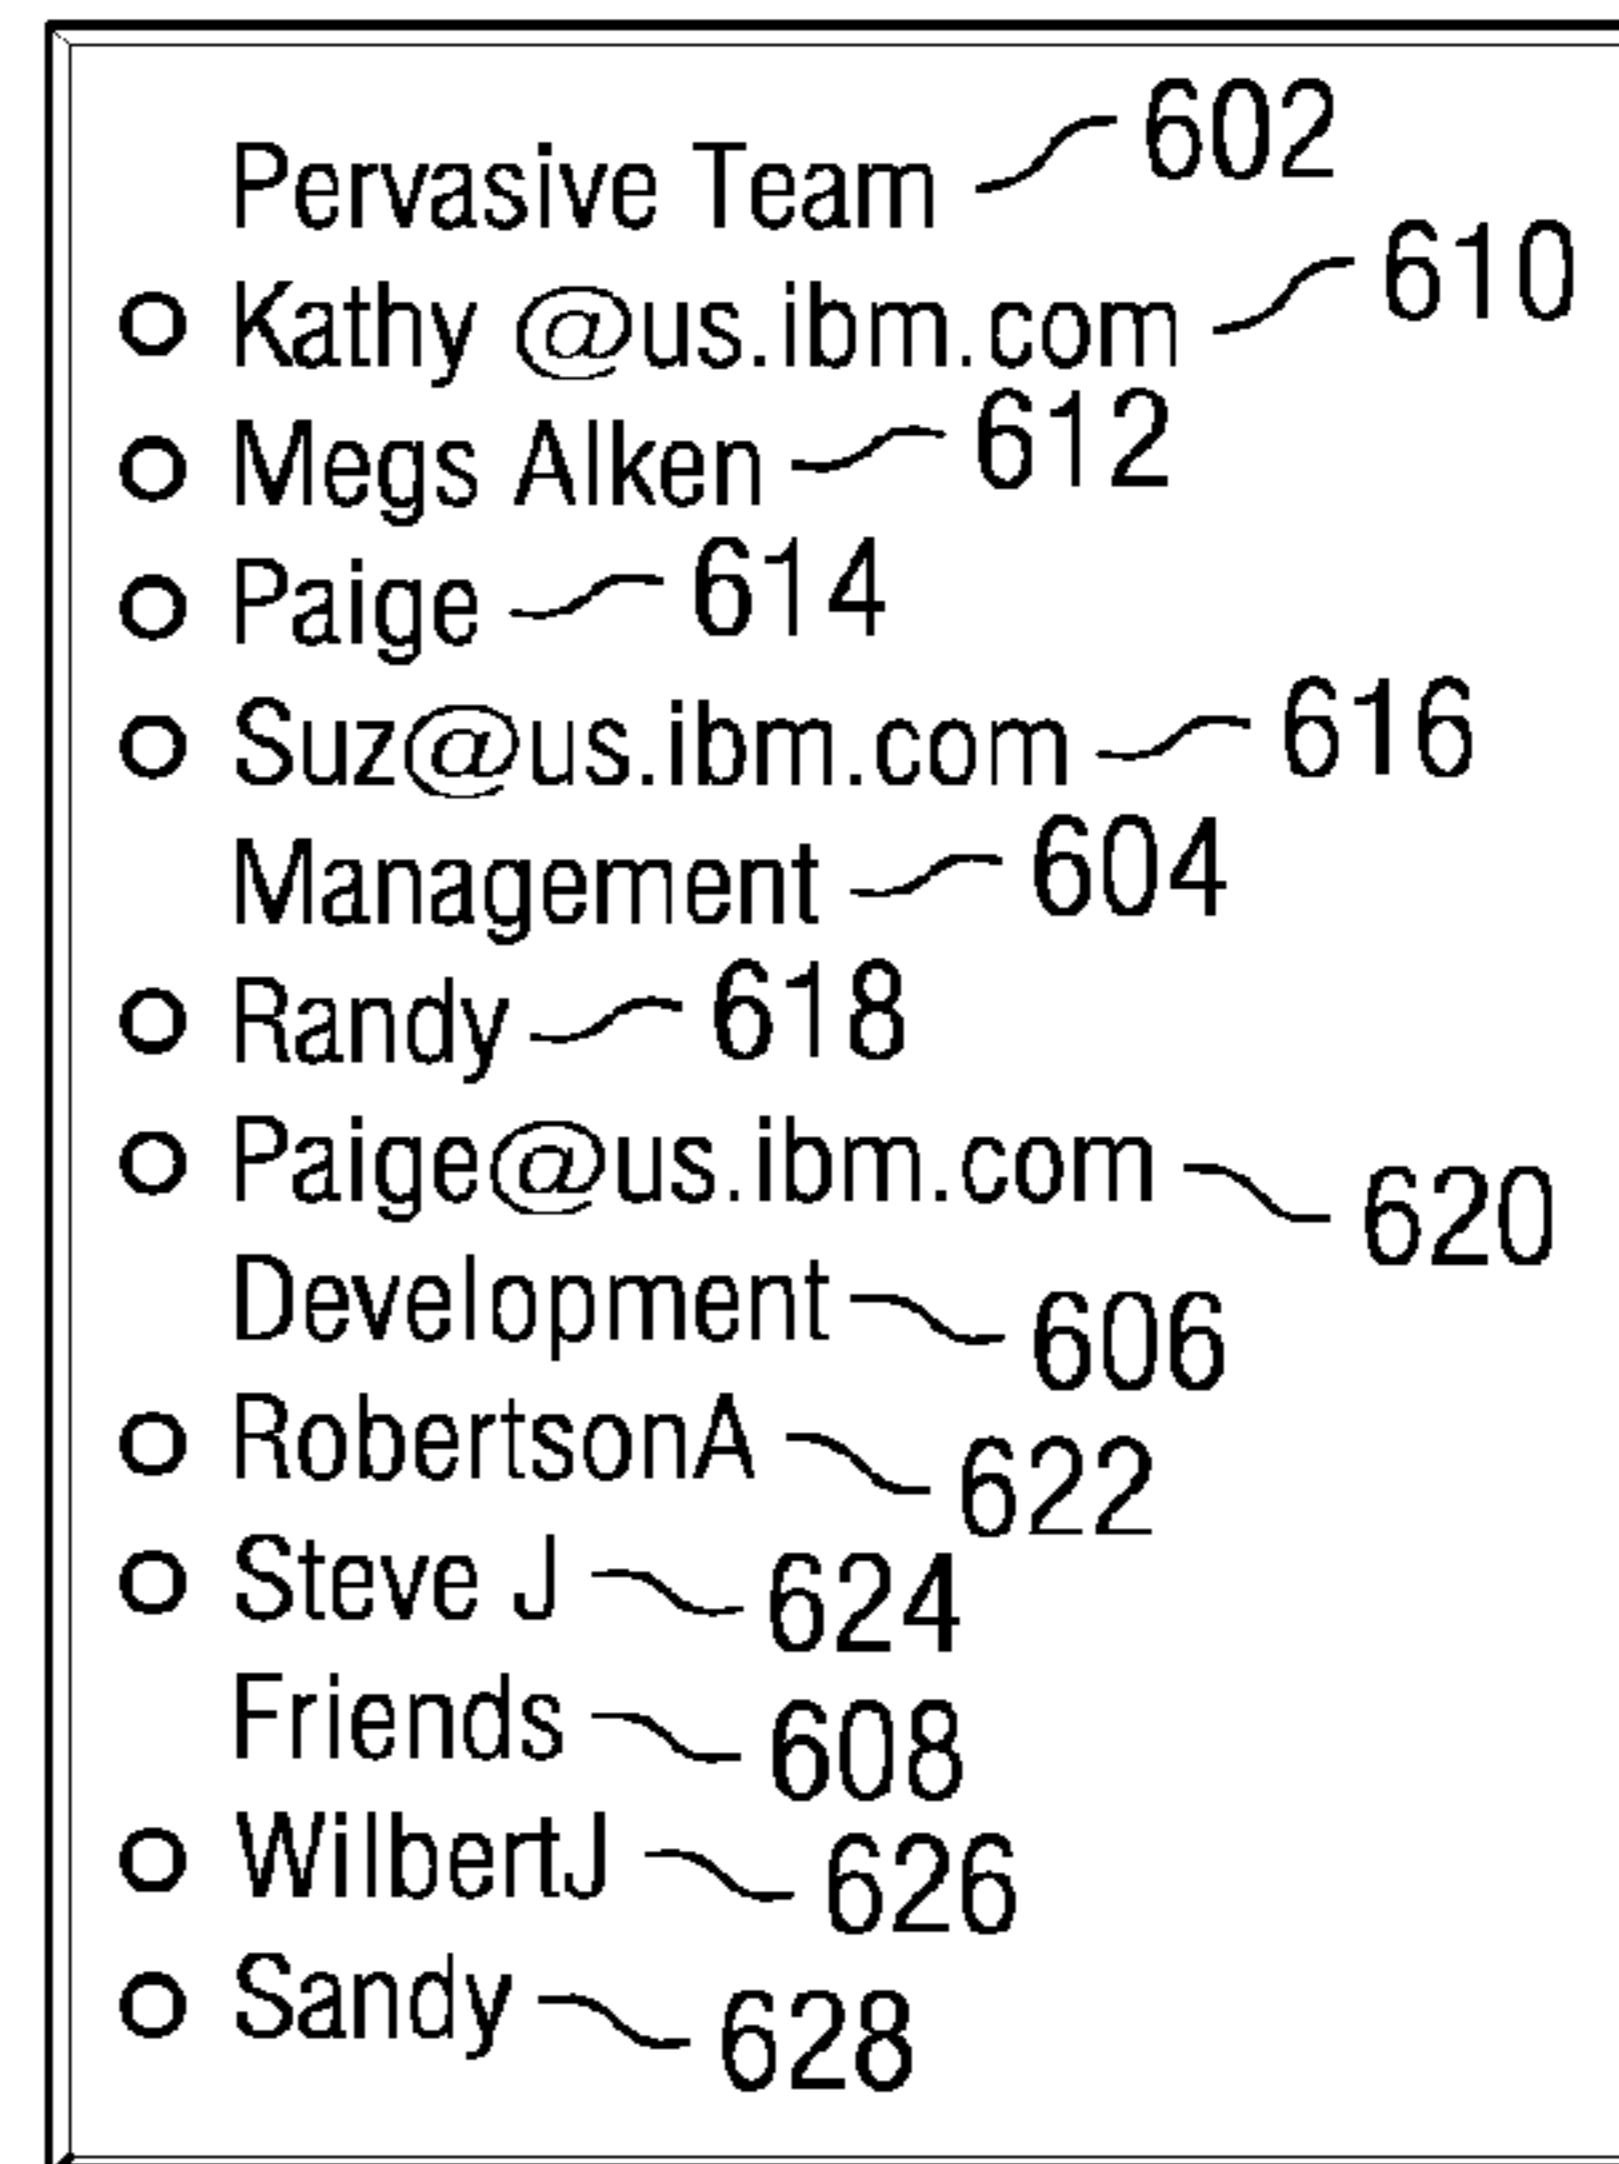 Pervasive Team 602
Kathy @us.ibm.com 610
Megs Alken 612
Paige 614
Suz@us.ibm.com 616
Management 604
Randy 618
Paige@us.ibm.com 620
Development 606
RobertsonA 622
Steve J 624
Friends 608
WilbertJ 626
Sandy 628